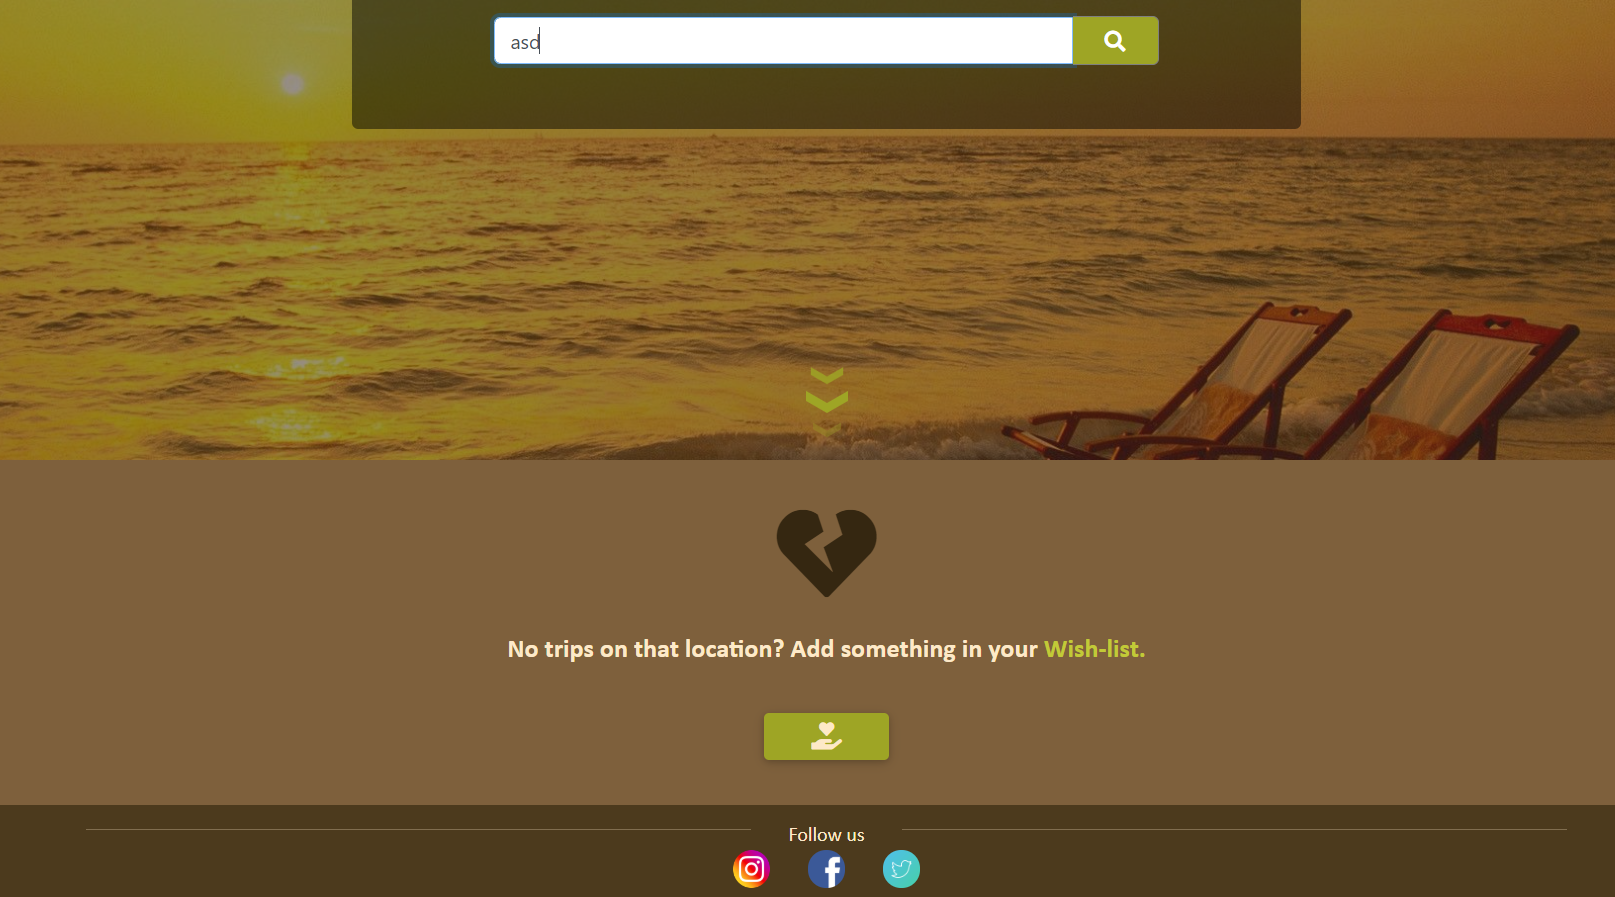 asd
No trips on that location? Add something in your Wish-list.
Follow us